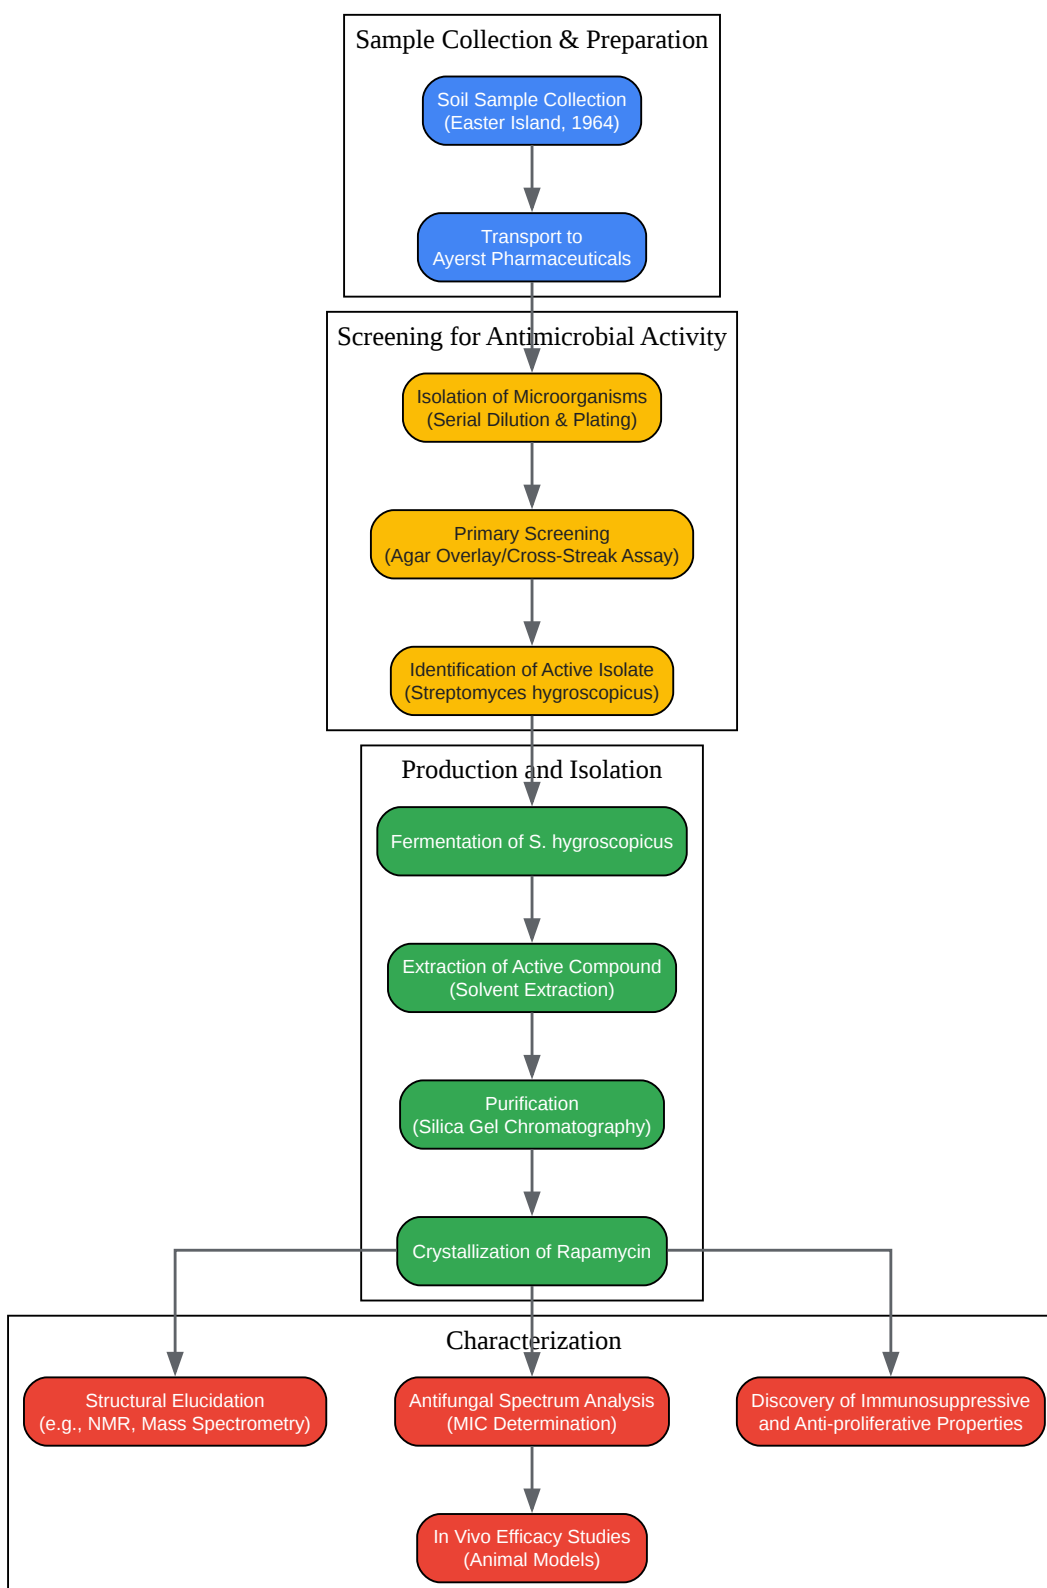 Sample Collection & Preparation
Soil Sample Collection
(Easter Island, 1964)
Transport to
Ayerst Pharmaceuticals
Screening for Antimicrobial Activity
Isolation of Microorganisms
(Serial Dilution & Plating)
Primary Screening
(Agar Overlay/Cross-Streak Assay)
Identification of Active Isolate
(Streptomyces hygroscopicus)
Production and Isolation
Fermentation of S. hygroscopicus
Extraction of Active Compound
(Solvent Extraction)
Purification
(Silica Gel Chromatography)
Crystallization of Rapamycin
Characterization
Structural Elucidation
(e.g., NMR, Mass Spectrometry)
Antifungal Spectrum Analysis
(MIC Determination)
Discovery of Immunosuppressive
and Anti-proliferative Properties
In Vivo Efficacy Studies
(Animal Models)